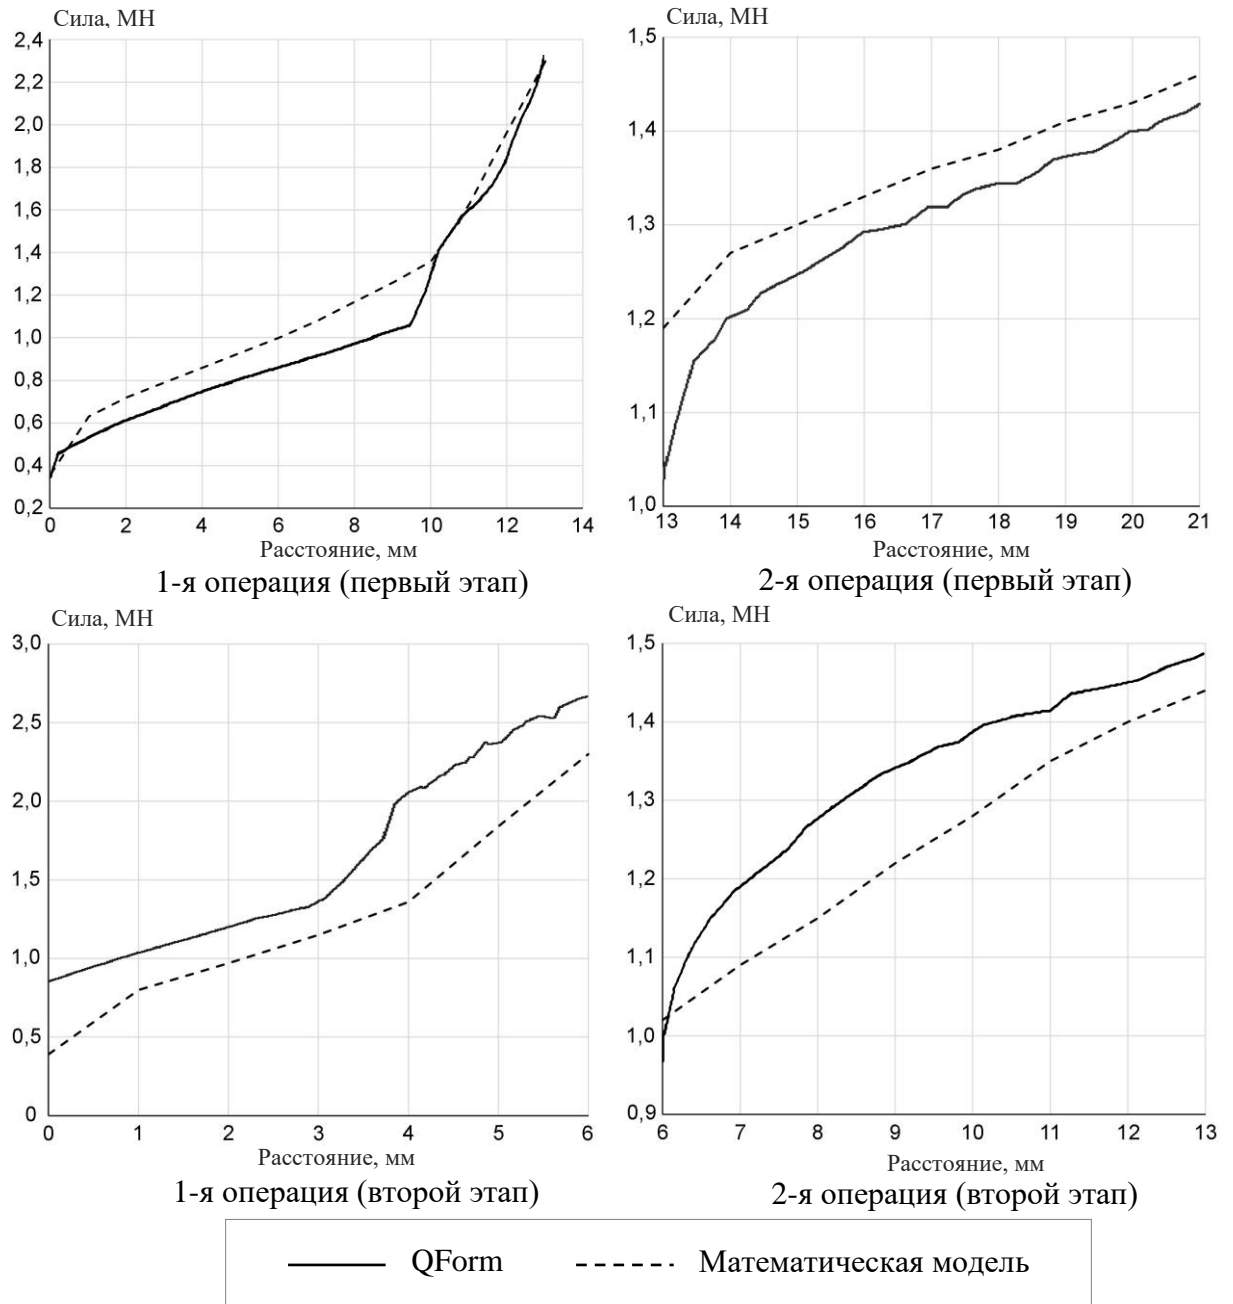 Сила, МН
2,4
2,2
2,0
1,8
1,6
1,4
1,2
1,0
0,8
0,6
0,4
0,2
0 2 4 6 8 10 12 14
Расстояние, мм
1-я операция (первый этап)
Сила, МН
1,5
1,4
1,3
1,2
1,1
1,0
13 14 15 16 17 18 19 20 21
Расстояние, мм
2-я операция (первый этап)
Сила, МН
3,0
2,5
2,0
1,5
1,0
0,5
0
0 1 2 3 4 5 6
Расстояние, мм
1-я операция (второй этап)
Сила, МН
1,5
1,4
1,3
1,2
1,1
1,0
0,9
6 7 8 9 10 11 12 13
Расстояние, мм
2-я операция (второй этап)
QForm Математическая модель